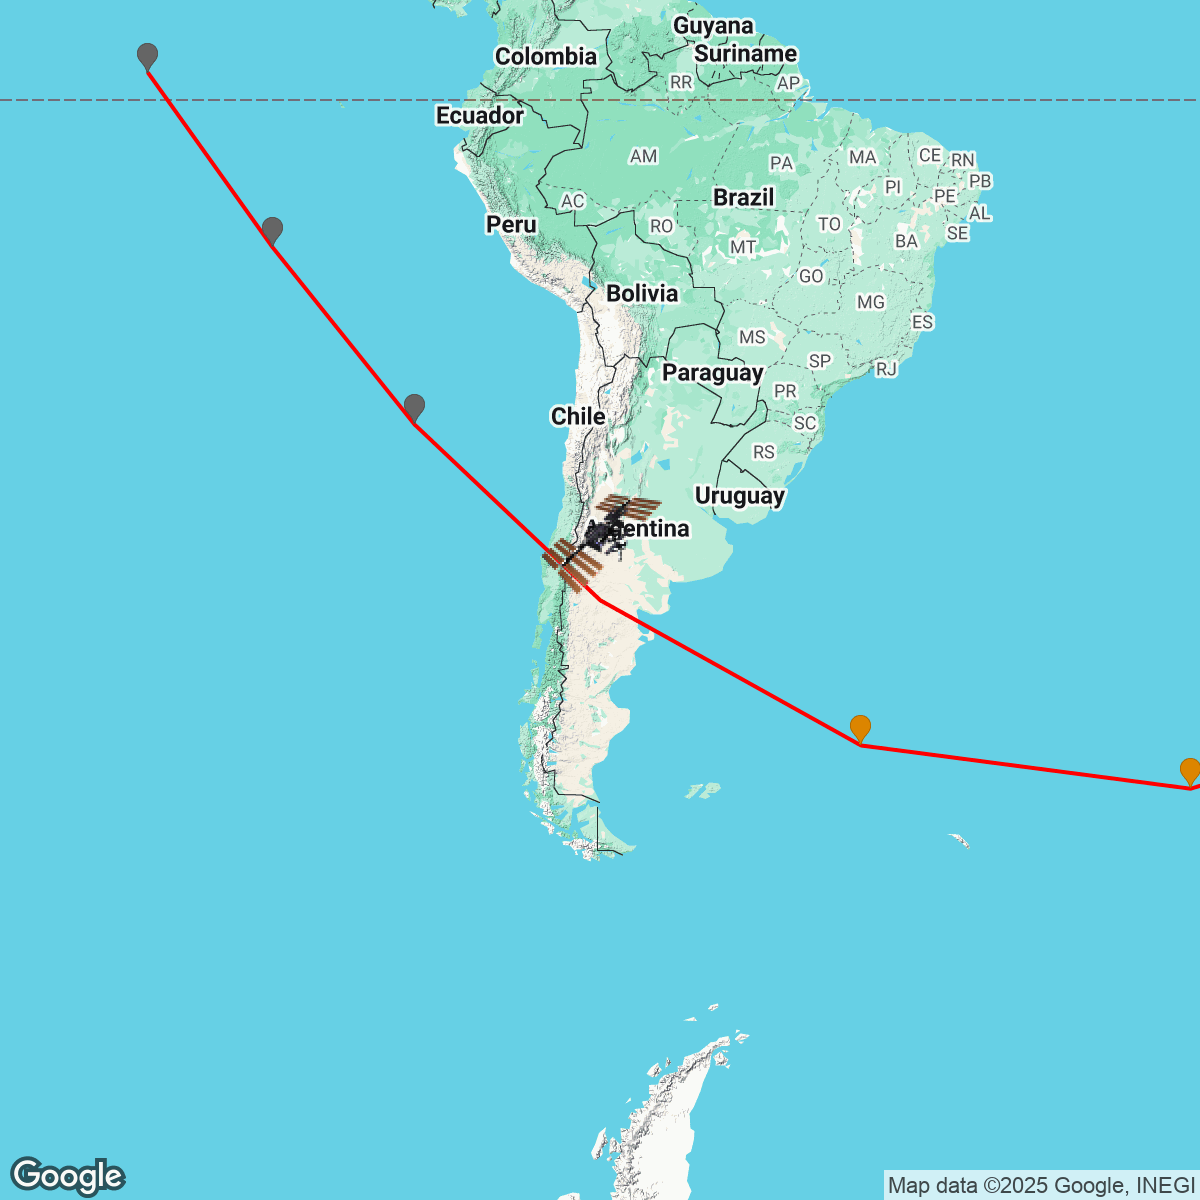 Guyana
Colombia
Suriname
RR
AP
Ecuador
AM
PA
MA
CE
RN
PI
PB
PE
AC
Brazil
AL
Peru
RO
TO
SE
MT
BA
GO
Bolivia
MG
ES
MS
SP
Paraguay
RJ
PR
Chile
SC
RS
Uruguay
Argentina
Google
Map data ©2025 Google, INEGI